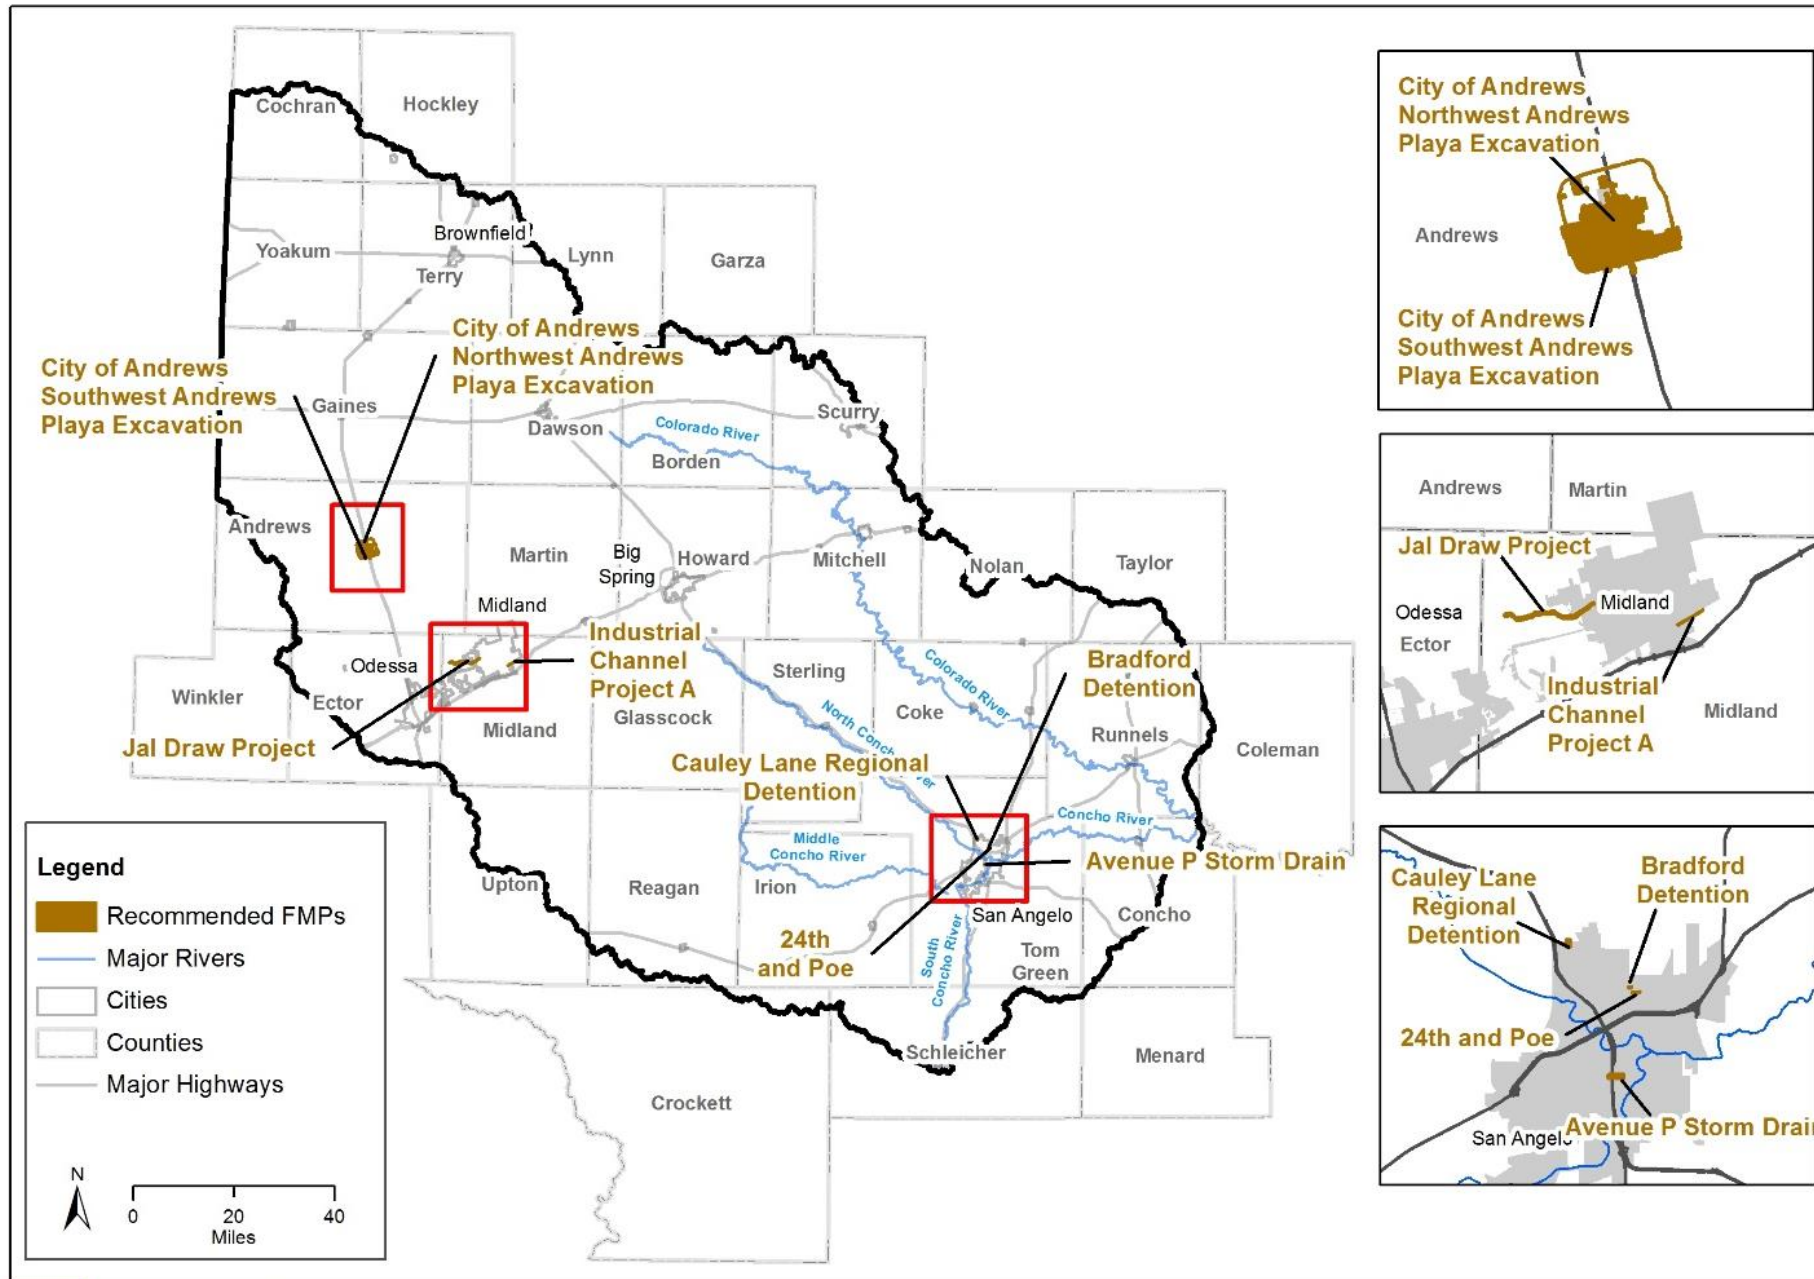 Cochran
Hockley
Yoakum
Brownfield
Terry
Lynn
Garza
City of Andrews
Southwest Andrews
Playa Excavation
City of Andrews
Northwest Andrews
Playa Excavation
Gaines
Dawson
Colorado River
Borden
Scurry
Andrews
Martin
Big
Spring
Howard
Mitchell
Nolan
Taylor
Midland
Odessa
Industrial
Channel
Project A
Winkler
Ector
Jal Draw Project
Midland
Glasscock
Sterling
Coke
Colorado River
Bradford
Detention
Runnels
Coleman
North Conch
ver
Cauley Lane Regional
Detention
Middle
Concho River
Concho River
Avenue P Storm Drain
Upton
Reagan
Irion
San Angelo
Concho
24th
and Poe
South
Concho River
Tom
Green
Schleicher
Menard
Crockett
Legend
Recommended FMPs
Major Rivers
Cities
Counties
Major Highways
N
0 20 40
Miles
City of Andrews
Northwest Andrews
Playa Excavation
Andrews
City of Andrews
Southwest Andrews
Playa Excavation
Andrews
Martin
Jal Draw Project
Odessa
Midland
Ector
Industrial
Channel
Project A
Midland
Cauley Lane
Regional
Detention
Bradford
Detention
24th and Poe
San Angelo
Avenue P Storm Drain